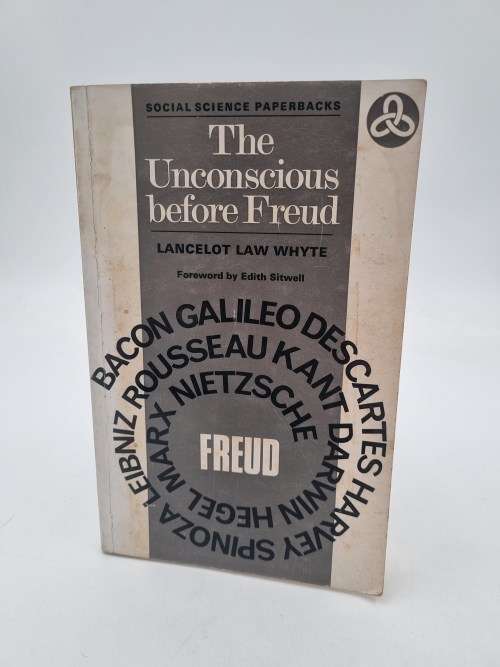 SOCIAL SCIENCE PAPERBACKS
The
Unconscious
before Freud
LANCELOT LAW WHYTE
Foreword by Edith Sitwell
BACON GALILEO DESCARTES HARVEY SPINOZA LEIBNIZ ROUSSEAU KANT DARWIN HEGEL MARX NIETZSCHE
FREUD